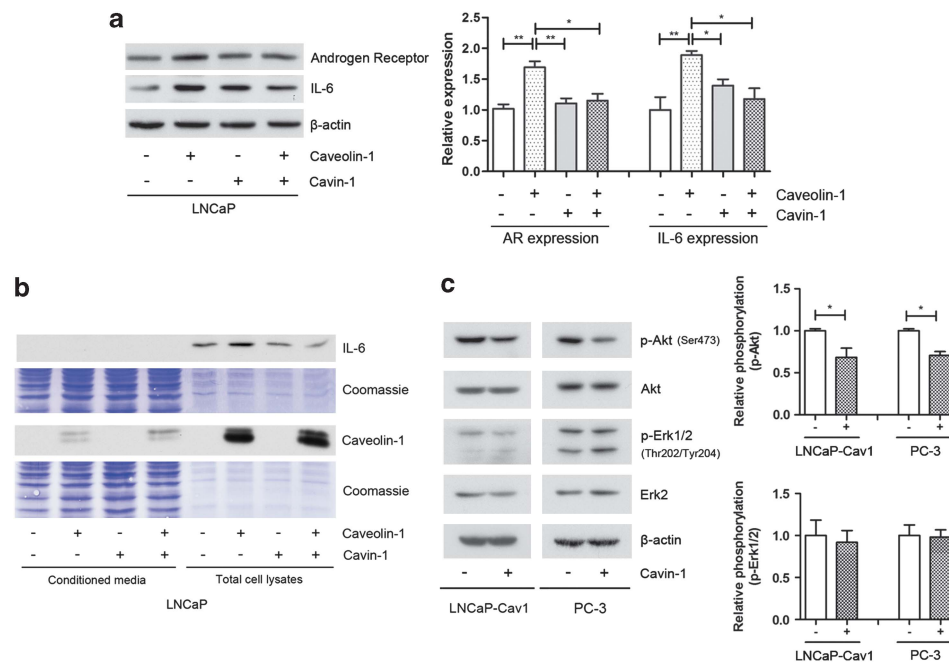 a
Androgen Receptor
IL-6
β-actin
- + - + Caveolin-1
- - + + Cavin-1
LNCaP
Relative expression
2.5
2.0
1.5
1.0
0.5
0.0
** ** * ** * *
- + - + - + - + Caveolin-1
- - + + - - + + Cavin-1
AR expression IL-6 expression
b
IL-6
Coomassie
Caveolin-1
Coomassie
- + - + - + - + Caveolin-1
- - + + - - + + Cavin-1
Conditioned media Total cell lysates
LNCaP
c
p-Akt (Ser473)
Akt
p-Erk1/2
(Thr202/Tyr204)
Erk2
β-actin
- + - + Cavin-1
LNCaP-Cav1 PC-3
Relative phosphorylation
(p-Akt)
1.5
1.0
0.5
0.0
* *
- + - +
LNCaP-Cav1 PC-3
Relative phosphorylation
(p-Erk1/2)
1.5
1.0
0.5
0.0
- + - +
LNCaP-Cav1 PC-3